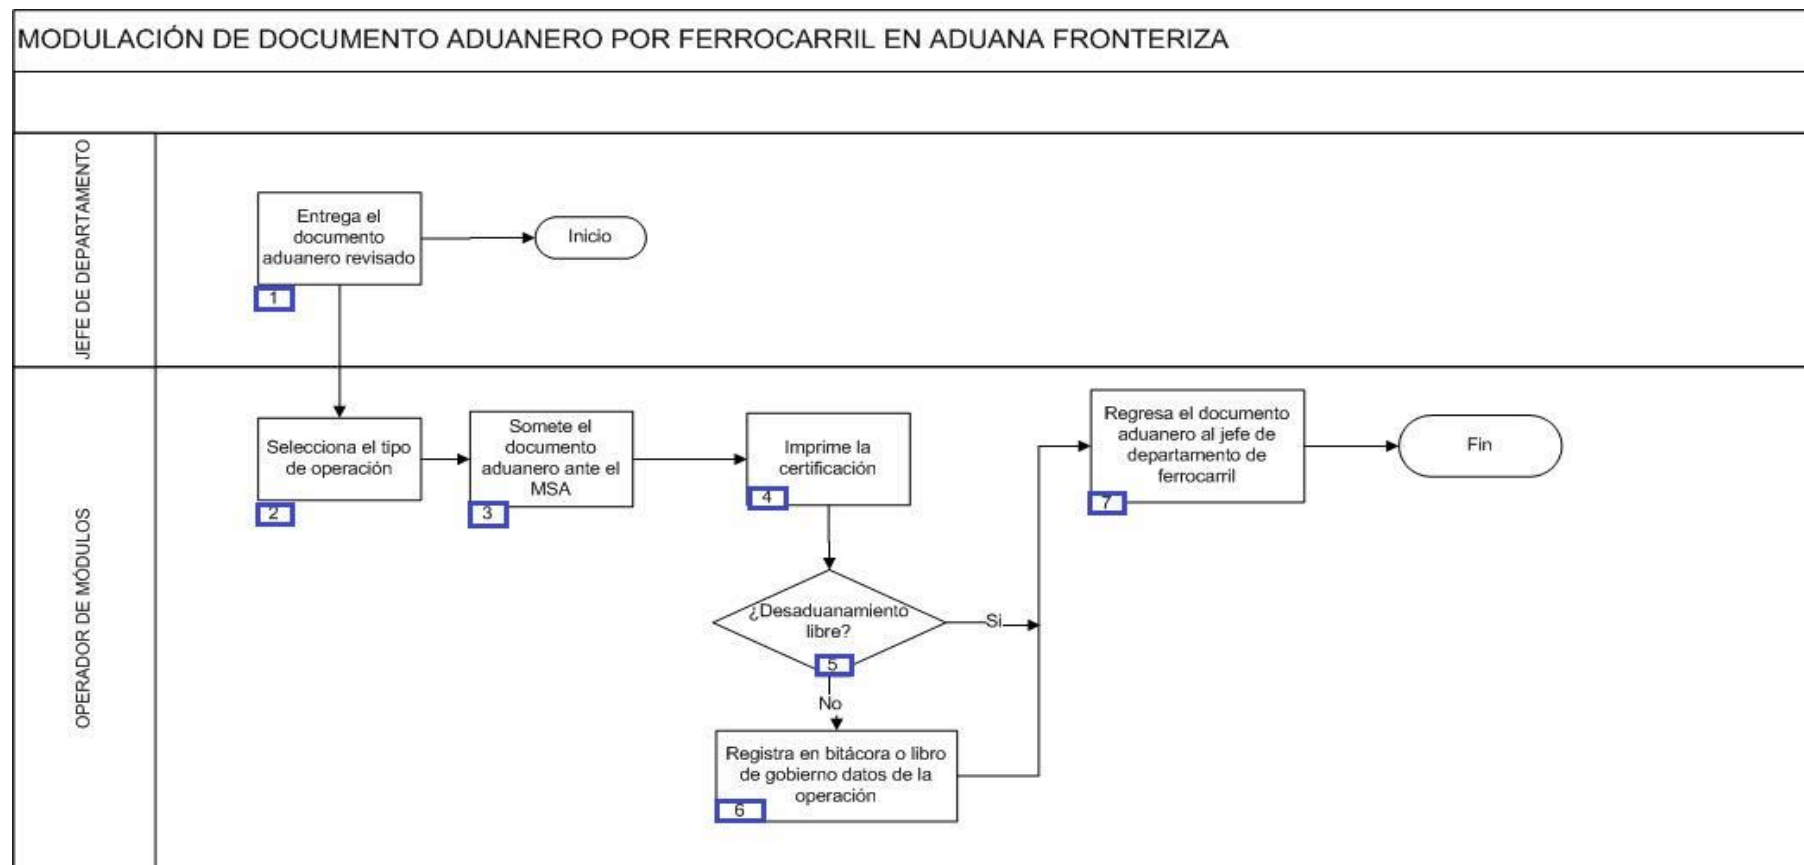 MODULACIÓN DE DOCUMENTO ADUANERO POR FERROCARRIL EN ADUANA FRONTERIZA
JEFE DE DEPARTAMENTO
Entrega el
documento
aduanero revisado
1
Inicio
OPERADOR DE MÓDULOS
Selecciona el tipo
de operación
2
Somete el
documento
aduanero ante el
MSA
3
Imprime la
certificación
4
¿Desaduanamiento
libre?
5
Si
No
Registra en bitácora o libro
de gobierno datos de la
operación
6
Regresa el documento
aduanero al jefe de
departamento de
ferrocarril
7
Fin